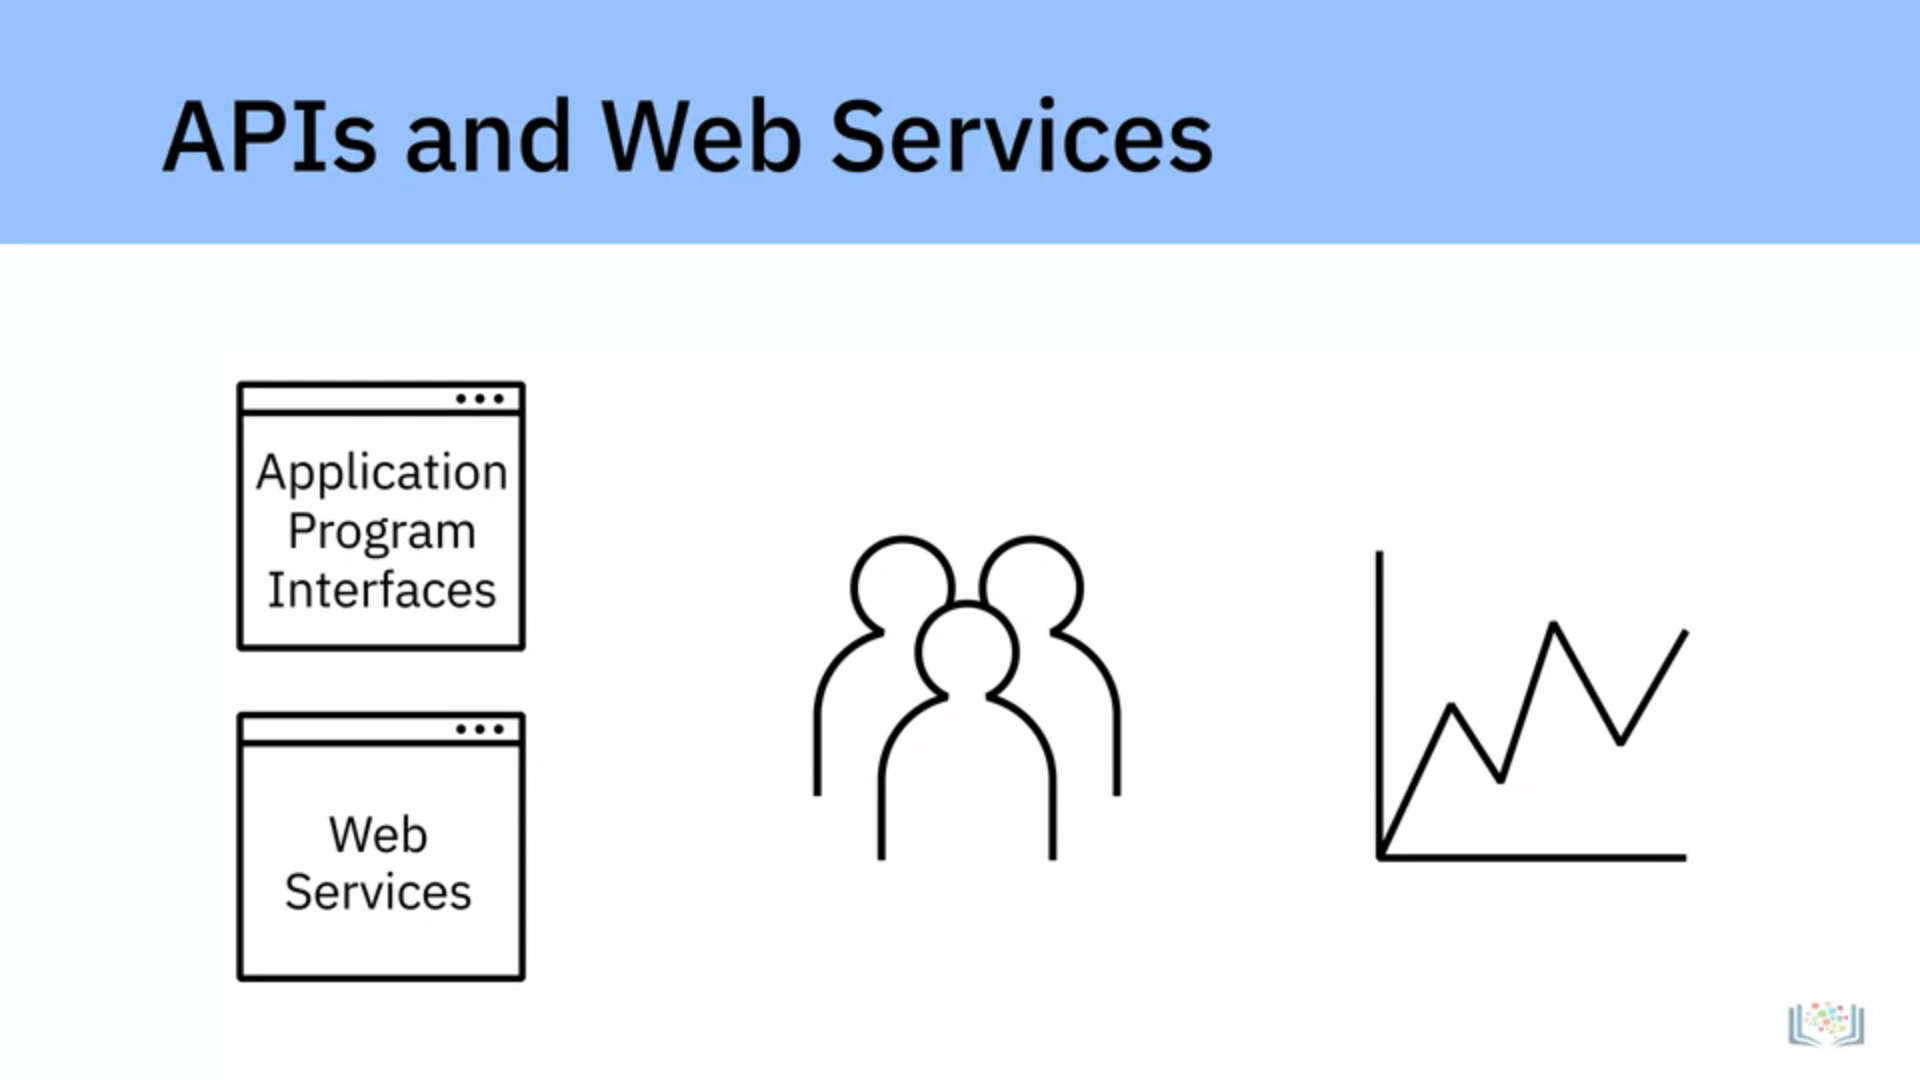 APIs and Web Services
Application
Program
Interfaces
Web
Services